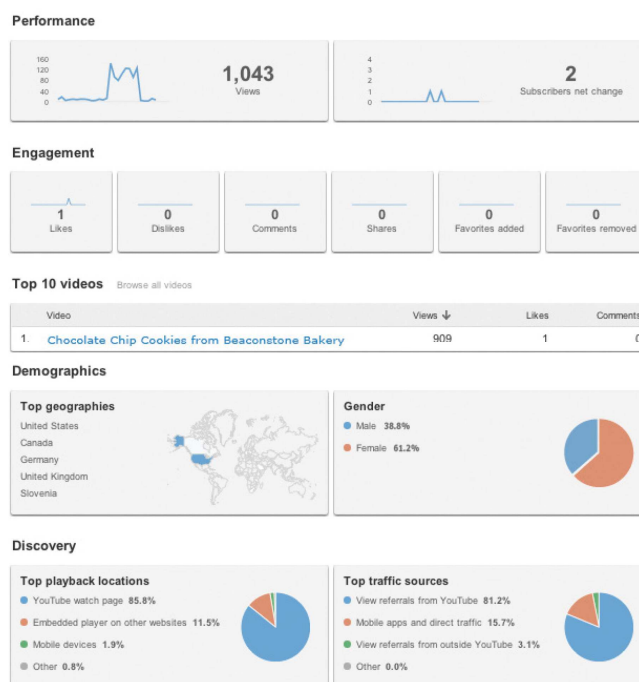 Performance
160
120
80
40
0
1,043
Views
4
3
2
1
0
2
Subscribers net change
Engagement
1
Likes
0
Dislikes
0
Comments
0
Shares
0
Favorites added
0
Favorites removed
Top 10 videos Browse all videos
Video Views ↓ Likes Comments
1. Chocolate Chip Cookies from Beaconstone Bakery 909 1 0
Demographics
Top geographies
United States
Canada
Germany
United Kingdom
Slovenia
Gender
Male 38.8%
Female 61.2%
Discovery
Top playback locations
YouTube watch page 85.8%
Embedded player on other websites 11.5%
Mobile devices 1.9%
Other 0.8%
Top traffic sources
View referrals from YouTube 81.2%
Mobile apps and direct traffic 15.7%
View referrals from outside YouTube 3.1%
Other 0.0%